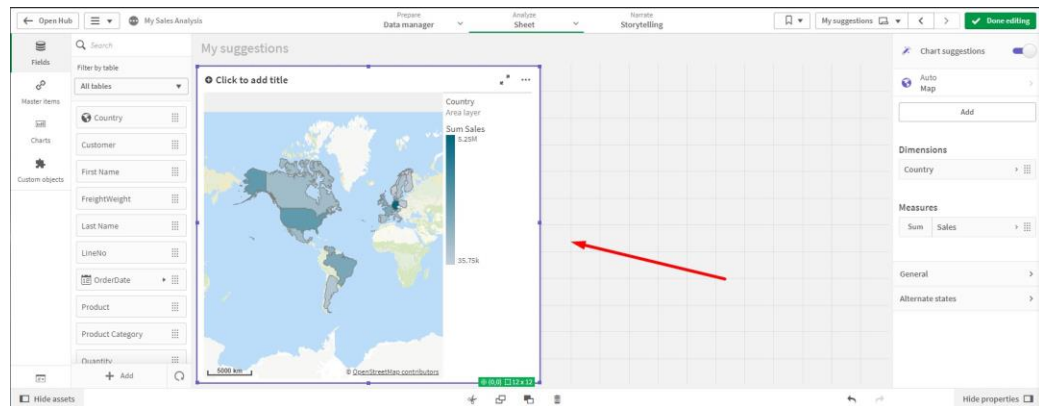 Open Hub
My Sales Analysis
Prepare
Data manager
Analyze
Sheet
Narrate
Storytelling
My suggestions
Done editing
Fields
Master items
Charts
Custom objects
Search
Filter by table
All tables
Country
Customer
First Name
FreightWeight
Last Name
LineNo
OrderDate
Product
Product Category
Quantity
Add
My suggestions
Click to add title
Country
Area layer
Sum Sales
5.25M
35.75k
5000 km
© OpenStreetMap contributors
(0,0) 12 x 12
Chart suggestions
Auto
Map
Add
Dimensions
Country
Measures
Sum Sales
General
Alternate states
Hide assets
Hide properties